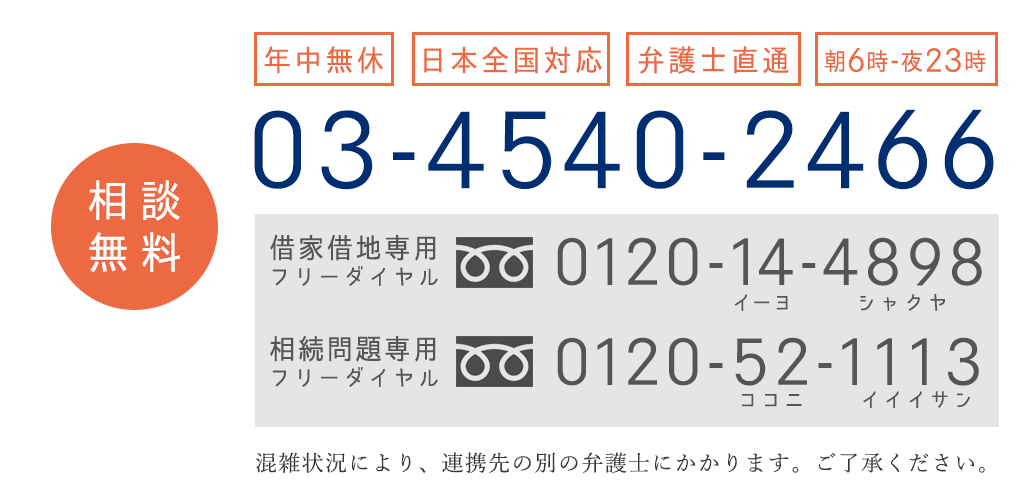 年中無休 日本全国対応 弁護士直通 朝6時-夜23時
03-4540-2466
相談
無料
借家借地専用
フリーダイヤル
0120-14-4898
イーヨ シャクヤ
相続問題専用
フリーダイヤル
0120-52-1113
ココニ イイイサン
混雑状況により、連携先の別の弁護士にかかります。ご了承ください。